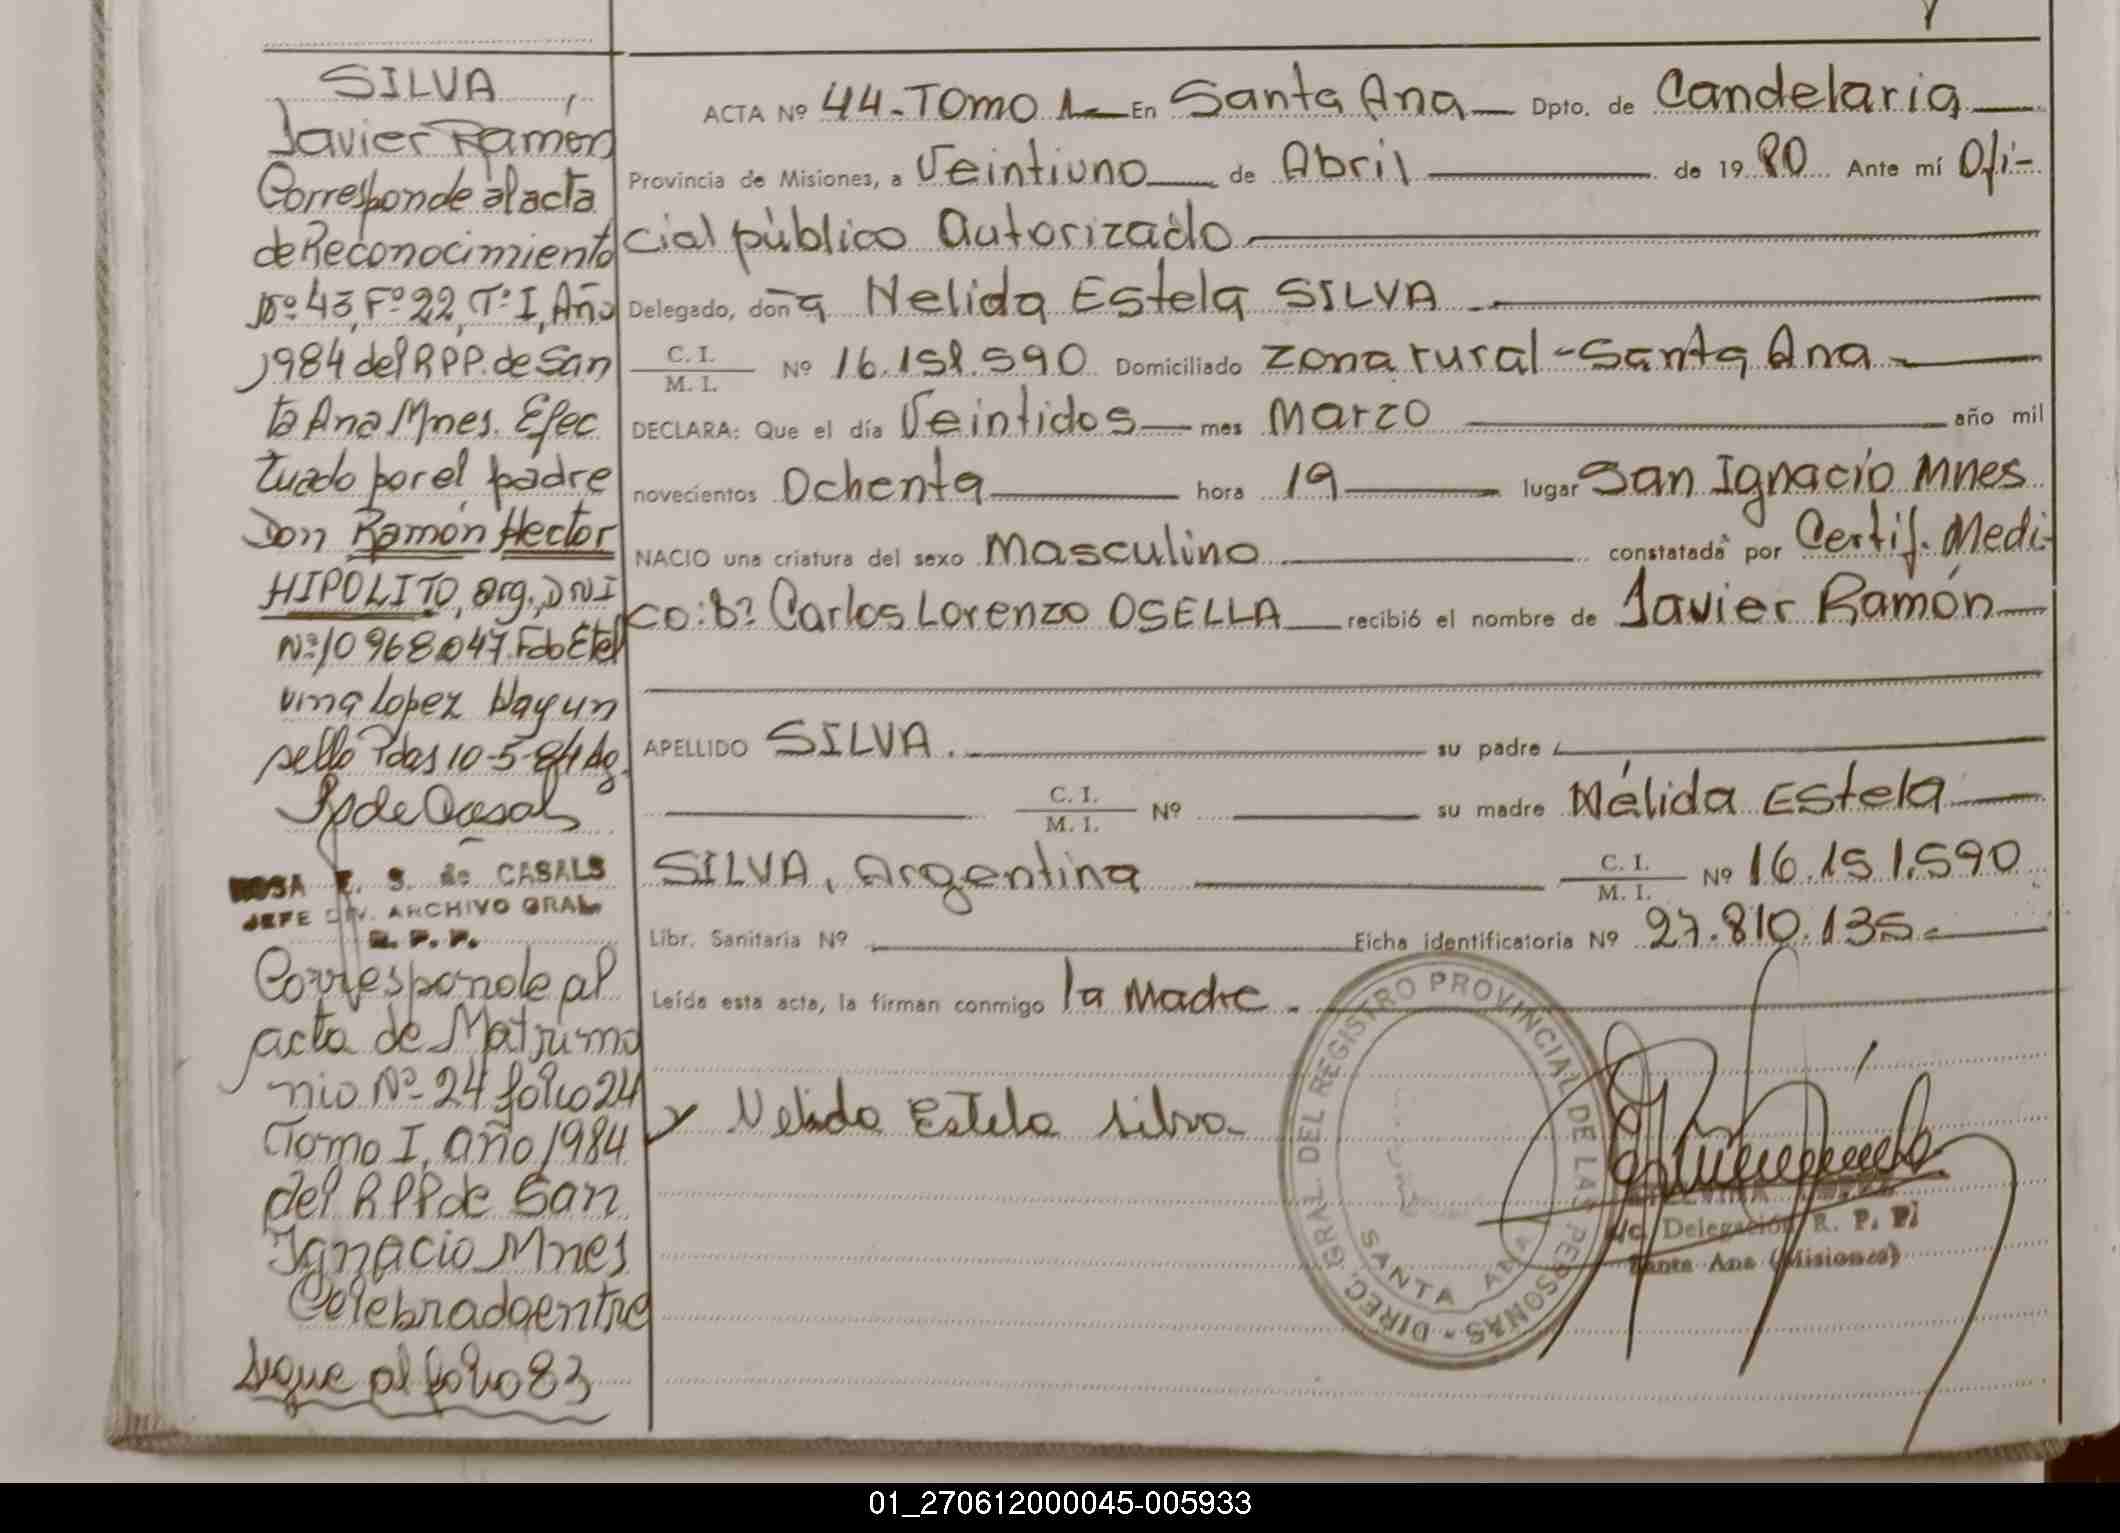 SILVA,
Javier Ramón
Corresponde al acta
de Reconocimiento
Nº 43, Fº 22, Tº I, Año
1984 del RPP. de San
ta Ana Mnes. Efec
tuado por el padre
Don Ramón Hector
HIPOLITO, arg., DNI
Nº 10968047. Fdo Etel
vina Lopez Hay un
sello Pdas 10-5-84
ROSA E. S. de CASALS
JEFE DIV. ARCHIVO GRAL.
R. P. P.
Corresponde al
acta de Matrimo
nio Nº 24 folio 24
Tomo I, año 1984
del RPP de San
Ignacio Mnes
Celebrado entre
sigue al folio 83
ACTA Nº 44-TOMO 1 En Santa Ana Dpto. de Candelaria
Provincia de Misiones, a Veintiuno de Abril de 1980 Ante mí Ofi-
cial público Autorizado
Delegado, doña Nelida Estela SILVA
C. I. / M. I. Nº 16.151.590 Domiciliado zona rural - Santa Ana
DECLARA: Que el día Veintidos mes Marzo año mil
novecientos Ochenta hora 19 lugar San Ignacio Mnes
NACIO una criatura del sexo Masculino constatada por Certif. Medi-
co: Dr. Carlos Lorenzo OSELLA recibió el nombre de Javier Ramón
APELLIDO SILVA. su padre
C. I. / M. I. Nº su madre Nélida Estela
SILVA, Argentina C. I. / M. I. Nº 16.151.590
Libr. Sanitaria Nº Ficha identificatoria Nº 27.810.135.-
Leída esta acta, la firman conmigo la Madre.
Nelida Estela Silva
DIREC. GRAL. DEL REGISTRO PROVINCIAL DE LAS PERSONAS
SANTA ANA
ETELVINA LOPEZ
a/c. Delegación R. P. P.
Santa Ana (Misiones)
01_270612000045-005933